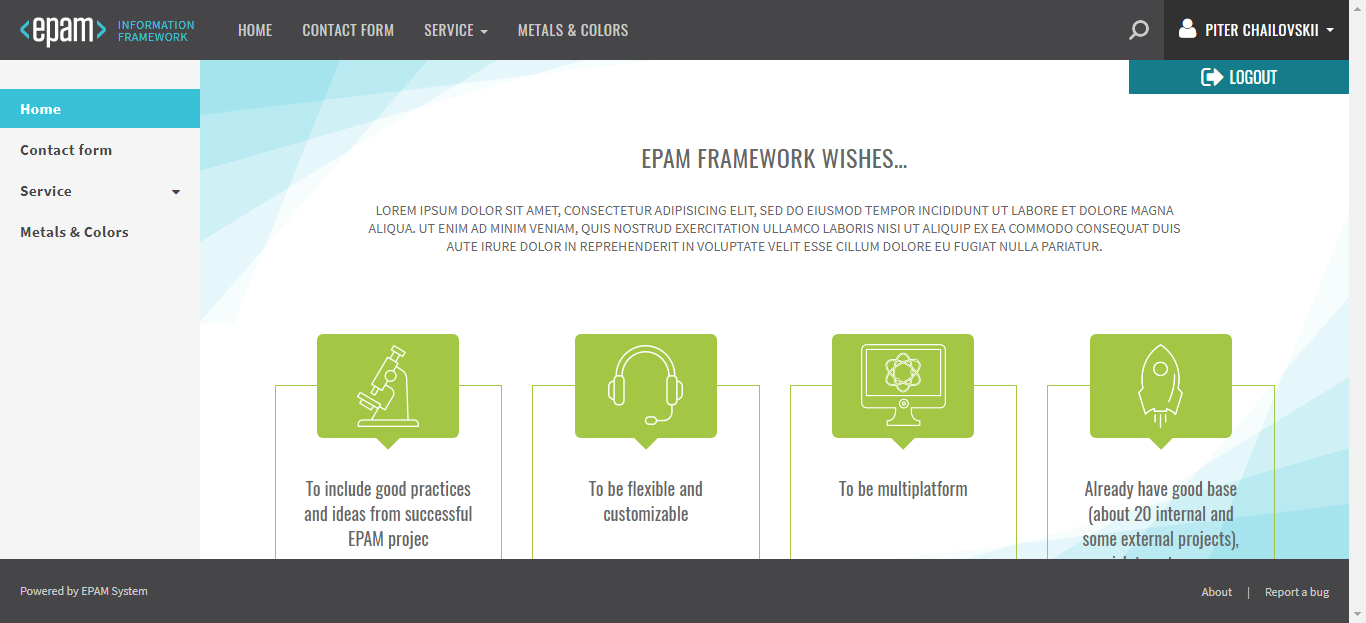 <epam>
INFORMATION
FRAMEWORK
HOME
CONTACT FORM
SERVICE
METALS & COLORS
PITER CHAILOVSKII
LOGOUT
Home
Contact form
Service
Metals & Colors
EPAM FRAMEWORK WISHES...
LOREM IPSUM DOLOR SIT AMET, CONSECTETUR ADIPISICING ELIT, SED DO EIUSMOD TEMPOR INCIDIDUNT UT LABORE ET DOLORE MAGNA
ALIQUA. UT ENIM AD MINIM VENIAM, QUIS NOSTRUD EXERCITATION ULLAMCO LABORIS NISI UT ALIQUIP EX EA COMMODO CONSEQUAT DUIS
AUTE IRURE DOLOR IN REPREHENDERIT IN VOLUPTATE VELIT ESSE CILLUM DOLORE EU FUGIAT NULLA PARIATUR.
To include good practices
and ideas from successful
EPAM projec
To be flexible and
customizable
To be multiplatform
Already have good base
(about 20 internal and
some external projects),
Powered by EPAM System
About | Report a bug